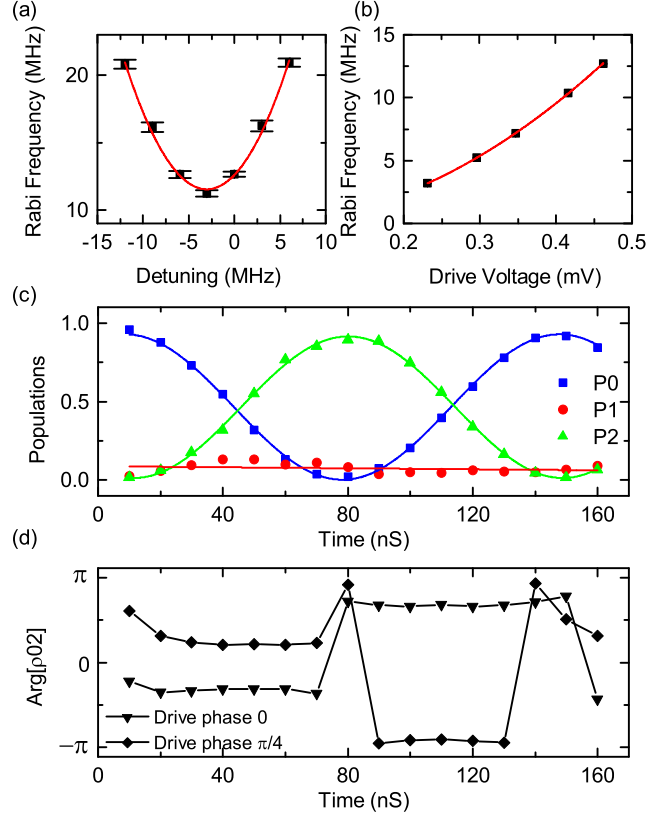 (a)
(b)
Rabi Frequency (MHz)
20
10
-15 -10 -5 0 5 10
Detuning (MHz)
Rabi Frequency (MHz)
15
10
5
0
0.2 0.3 0.4 0.5
Drive Voltage (mV)
(c)
Populations
1.0
0.5
0.0
P0
P1
P2
0 40 80 120 160
Time (nS)
(d)
Arg[ρ02]
π
0
−π
Drive phase 0
Drive phase π/4
0 40 80 120 160
Time (nS)